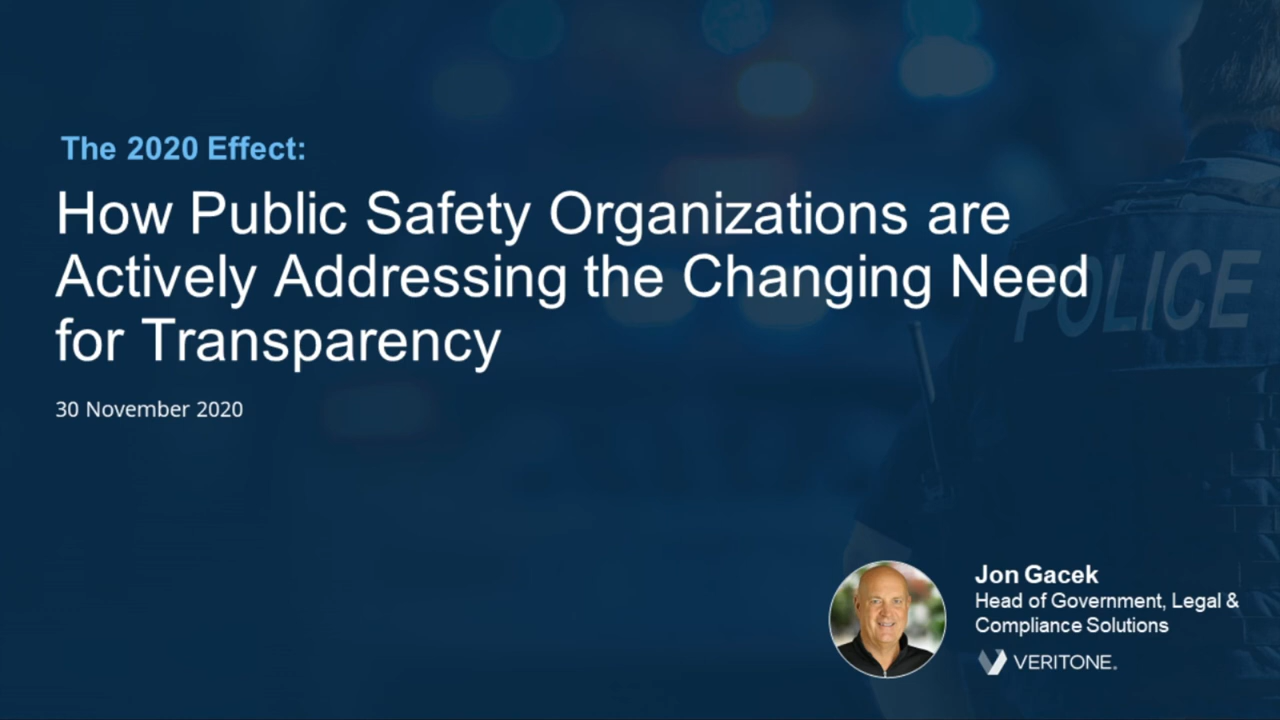 The 2020 Effect:
How Public Safety Organizations are
Actively Addressing the Changing Need
for Transparency
30 November 2020
POLICE
Jon Gacek
Head of Government, Legal &
Compliance Solutions
VERITONE.